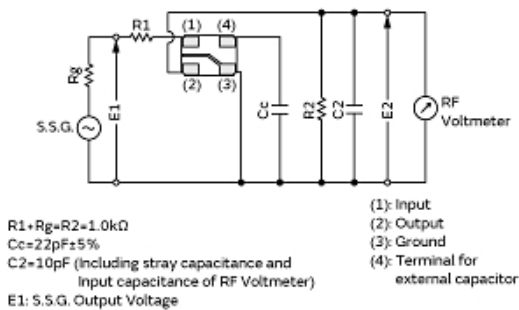 R1
(1)
(4)
Rg
(2)
(3)
E1
Cc
R2
C2
E2
RF
Voltmeter
S.S.G.
R1+Rg=R2=1.0kΩ
Cc=22pF±5%
C2=10pF (Including stray capacitance and
Input capacitance of RF Voltmeter)
E1: S.S.G. Output Voltage
(1): Input
(2): Output
(3): Ground
(4): Terminal for
external capacitor